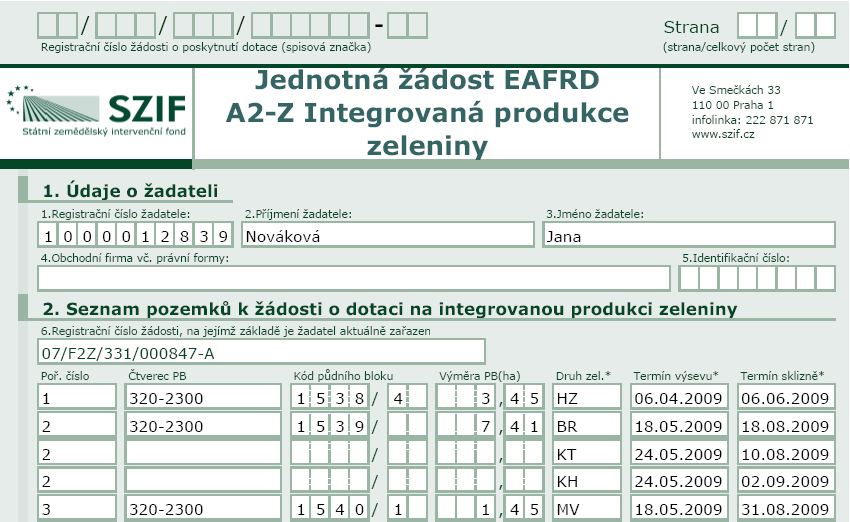 / / / -
Strana /
Registrační číslo žádosti o poskytnutí dotace (spisová značka)
(strana/celkový počet stran)
SZIF
Státní zemědělský intervenční fond
Jednotná žádost EAFRD
A2-Z Integrovaná produkce
zeleniny
Ve Smečkách 33
110 00 Praha 1
infolinka: 222 871 871
www.szif.cz
1. Údaje o žadateli
1.Registrační číslo žadatele: 2.Příjmení žadatele: 3.Jméno žadatele:
1000012839 Nováková Jana
4.Obchodní firma vč. právní formy: 5.Identifikační číslo:
2. Seznam pozemků k žádosti o dotaci na integrovanou produkci zeleniny
6.Registrační číslo žádosti, na jejímž základě je žadatel aktuálně zařazen
07/F2Z/331/000847-A
Poř. číslo Čtverec PB Kód půdního bloku Výměra PB(ha) Druh zel.* Termín výsevu* Termín sklizně*
1 320-2300 1538/4 3,45 HZ 06.04.2009 06.06.2009
2 320-2300 1539/ 7,41 BR 18.05.2009 18.08.2009
2 / , KT 24.05.2009 10.08.2009
2 / , KH 24.05.2009 02.09.2009
3 320-2300 1540/1 1,45 MV 18.05.2009 31.08.2009